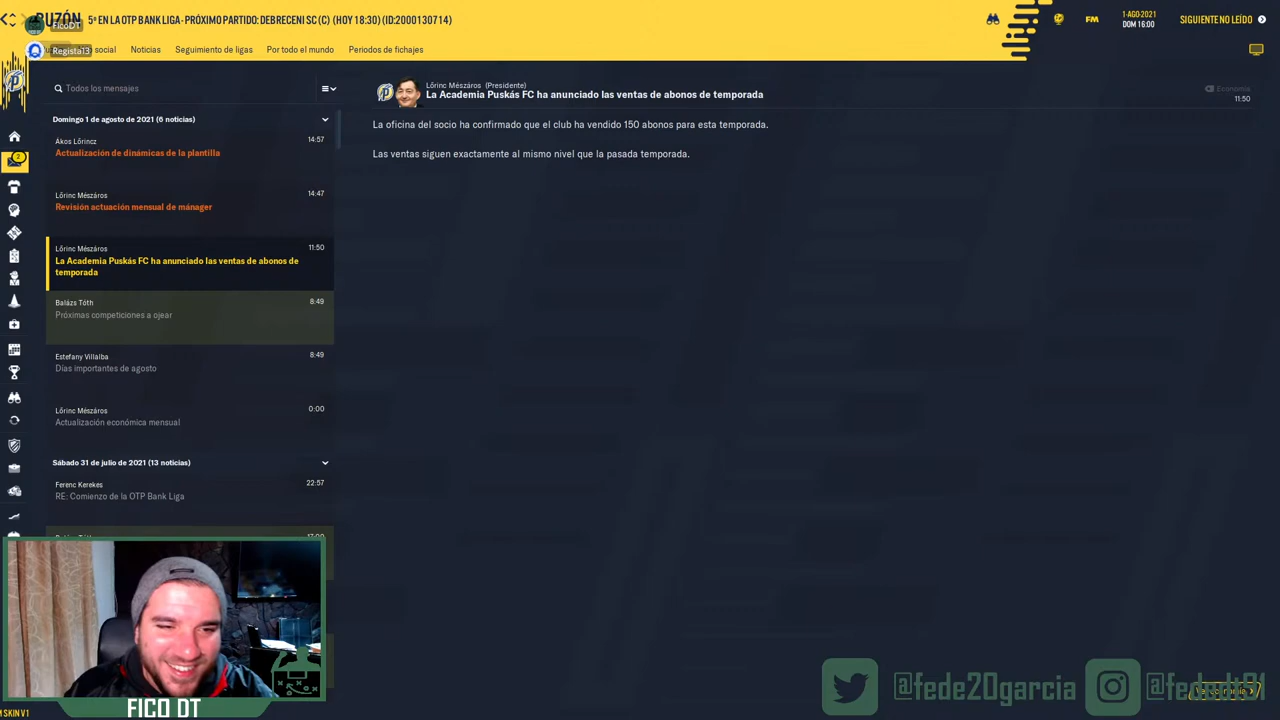 BUZÓN
5º EN LA OTP BANK LIGA - PRÓXIMO PARTIDO: DEBRECENI SC (C) (HOY 18:30) (ID:2000130714)
FicoDT
Regista13
social
Noticias
Seguimiento de ligas
Por todo el mundo
Periodos de fichajes
FM
1-AGO-2021
DOM 16:00
SIGUIENTE NO LEÍDO
Todos los mensajes
Domingo 1 de agosto de 2021 (6 noticias)
Ákos Lőrincz 14:57
Actualización de dinámicas de la plantilla
Lőrinc Mészáros 14:47
Revisión actuación mensual de mánager
Lőrinc Mészáros 11:50
La Academia Puskás FC ha anunciado las ventas de abonos de
temporada
Balázs Tóth 8:49
Próximas competiciones a ojear
Estefany Villalba 8:49
Días importantes de agosto
Lőrinc Mészáros 0:00
Actualización económica mensual
Sábado 31 de julio de 2021 (13 noticias)
Ferenc Kerekes 22:57
RE: Comienzo de la OTP Bank Liga
Lőrinc Mészáros (Presidente)
La Academia Puskás FC ha anunciado las ventas de abonos de temporada
Economía
11:50
La oficina del socio ha confirmado que el club ha vendido 150 abonos para esta temporada.
Las ventas siguen exactamente al mismo nivel que la pasada temporada.
2
FICO DT
SKIN V1
@fede20garcia